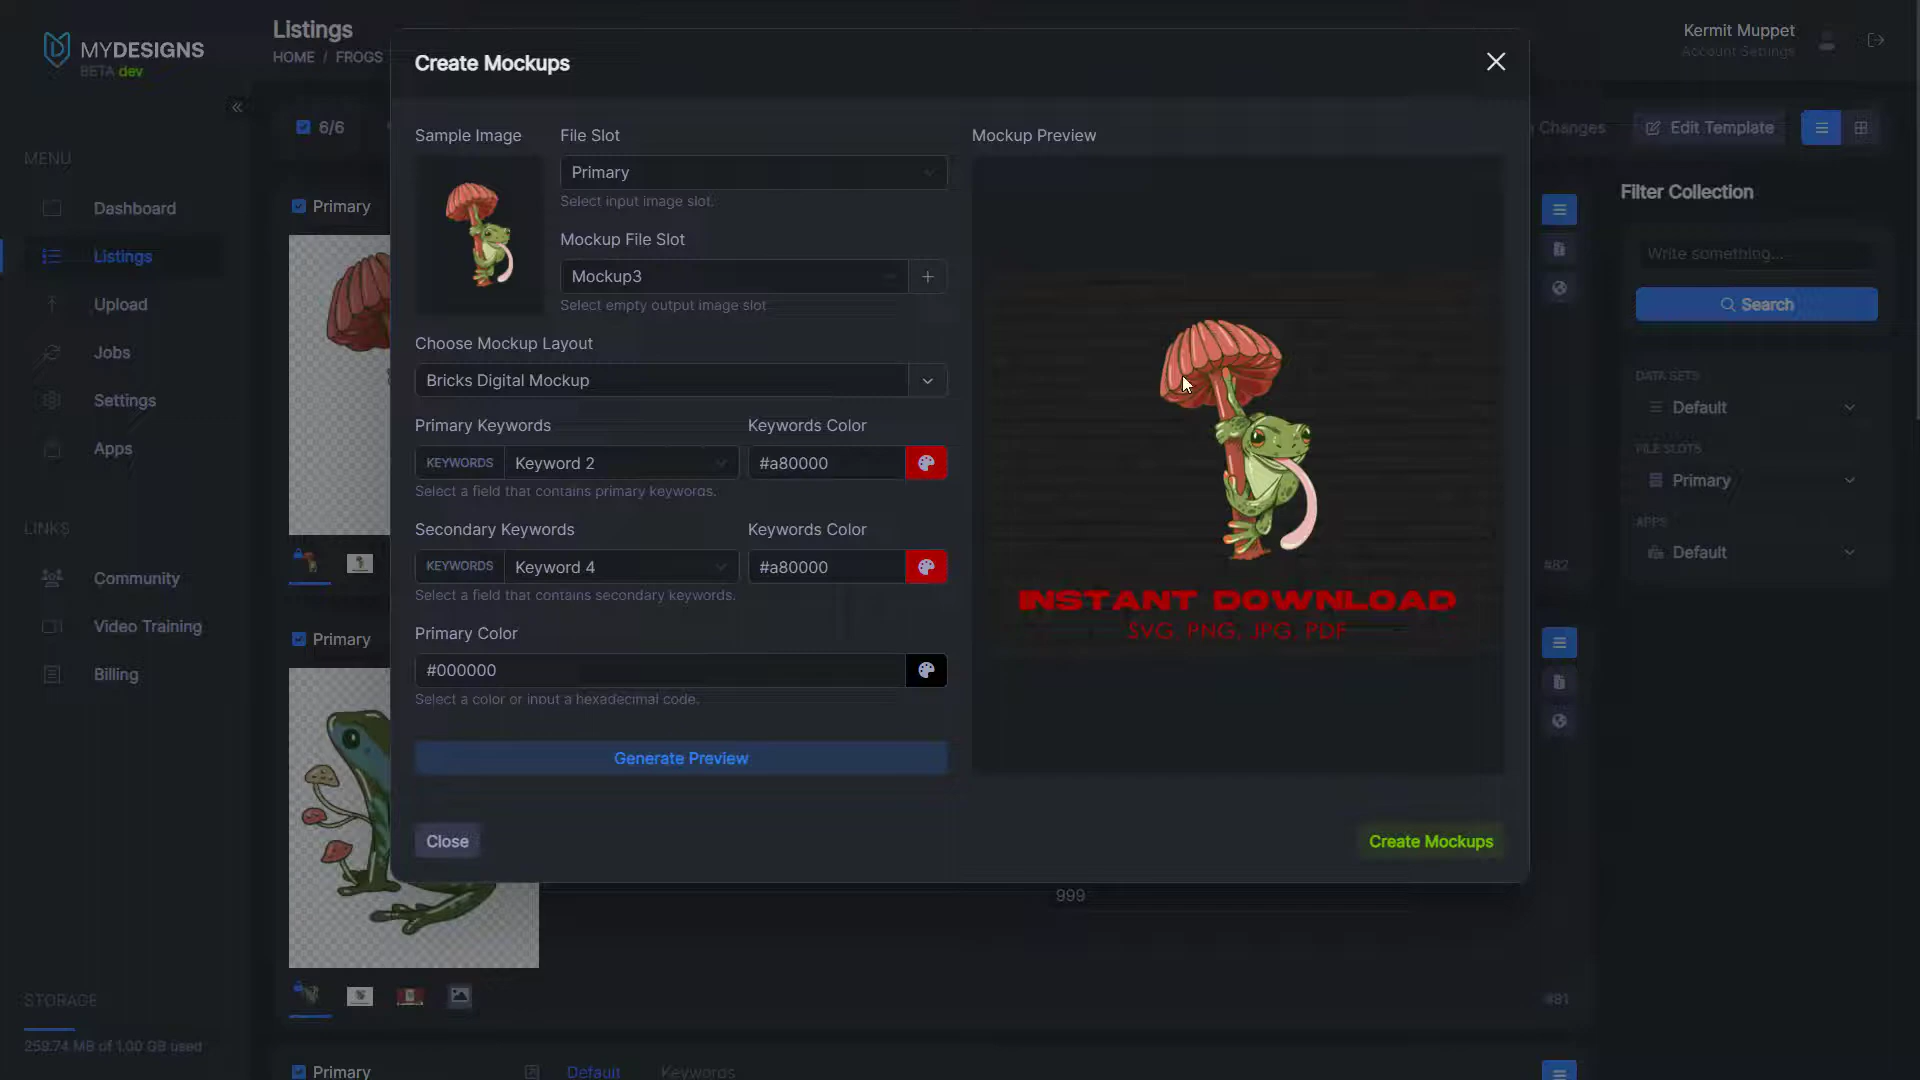 MYDESIGNS
BETA dev
Listings
HOME / FROGS
Kermit Muppet
Account Settings
Create Mockups
6/6
Changes
Edit Template
MENU
Dashboard
Listings
Upload
Jobs
Settings
Apps
LINKS
Community
Video Training
Billing
STORAGE
259.74 MB of 1.00 GB used
Primary
Primary
Primary
Default
Keywords
Sample Image
File Slot
Primary
Select input image slot.
Mockup File Slot
Mockup3
Select empty output image slot.
Choose Mockup Layout
Bricks Digital Mockup
Primary Keywords
Keywords Color
KEYWORDS
Keyword 2
#a80000
Select a field that contains primary keywords.
Secondary Keywords
Keywords Color
KEYWORDS
Keyword 4
#a80000
Select a field that contains secondary keywords.
Primary Color
#000000
Select a color or input a hexadecimal code.
Generate Preview
Close
Mockup Preview
INSTANT DOWNLOAD
SVG, PNG, JPG, PDF
Create Mockups
999
#82
#81
Filter Collection
Write something...
Search
DATA SETS
Default
FILE SLOTS
Primary
APPS
Default